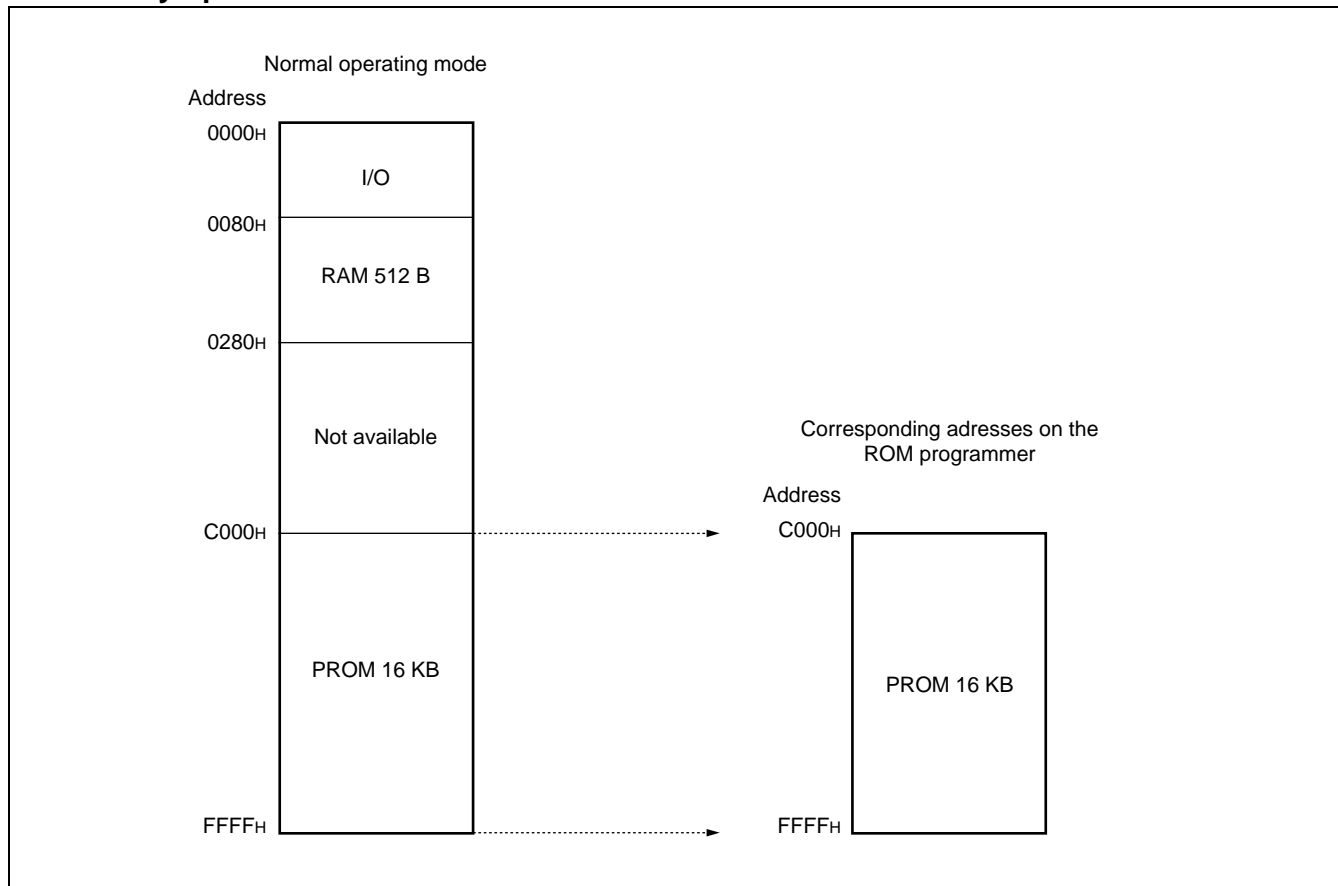 Normal operating mode
Address
0000H
I/O
0080H
RAM 512 B
0280H
Not available
C000H
PROM 16 KB
FFFFH
Corresponding adresses on the
ROM programmer
Address
C000H
PROM 16 KB
FFFFH